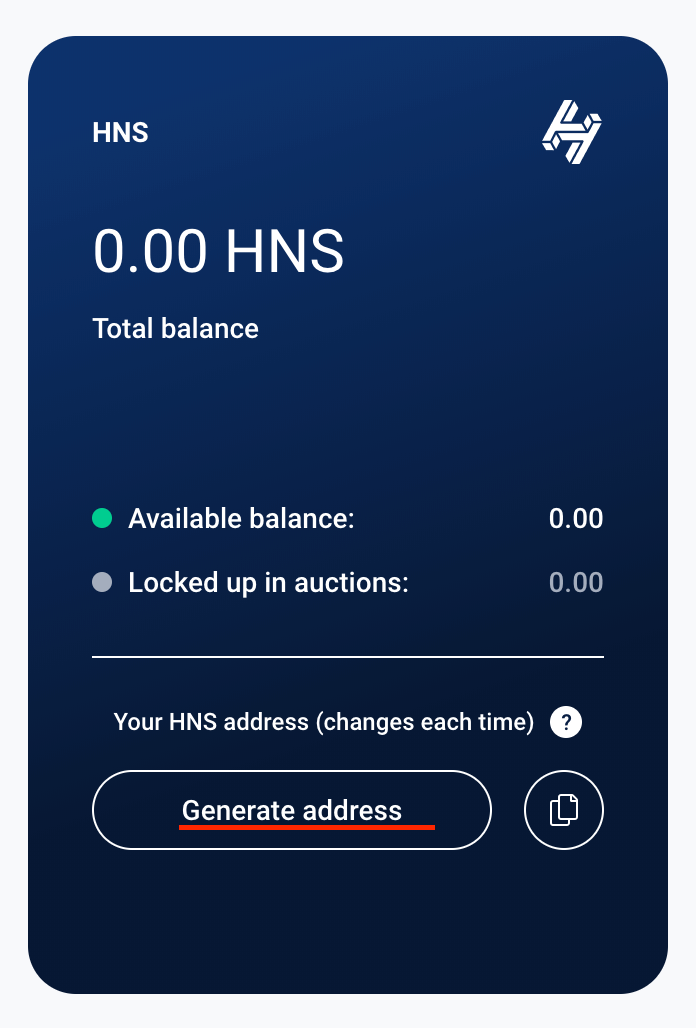 HNS
0.00 HNS
Total balance
Available balance: 0.00
Locked up in auctions: 0.00
Your HNS address (changes each time) ?
Generate address